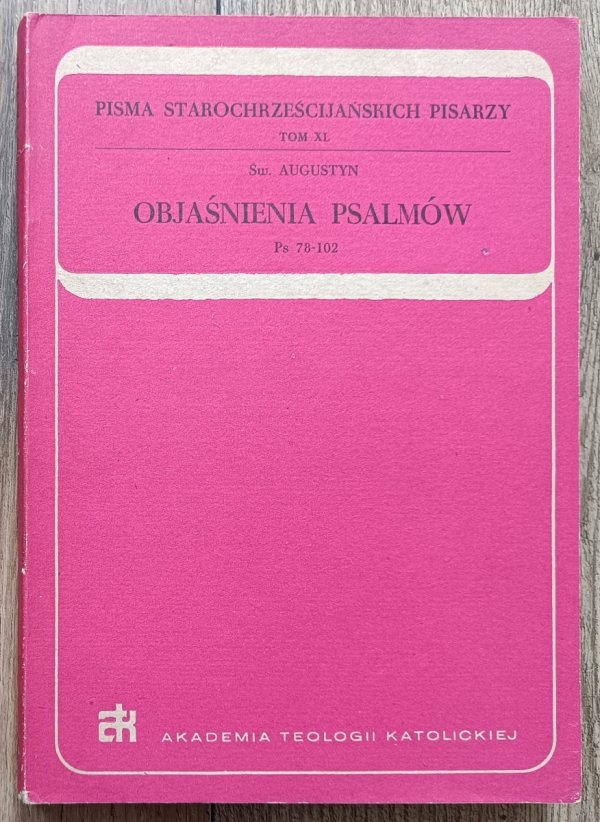 PISMA STAROCHRZEŚCIJAŃSKICH PISARZY
TOM XL
Św. AUGUSTYN
OBJAŚNIENIA PSALMÓW
Ps 78-102
atk AKADEMIA TEOLOGII KATOLICKIEJ